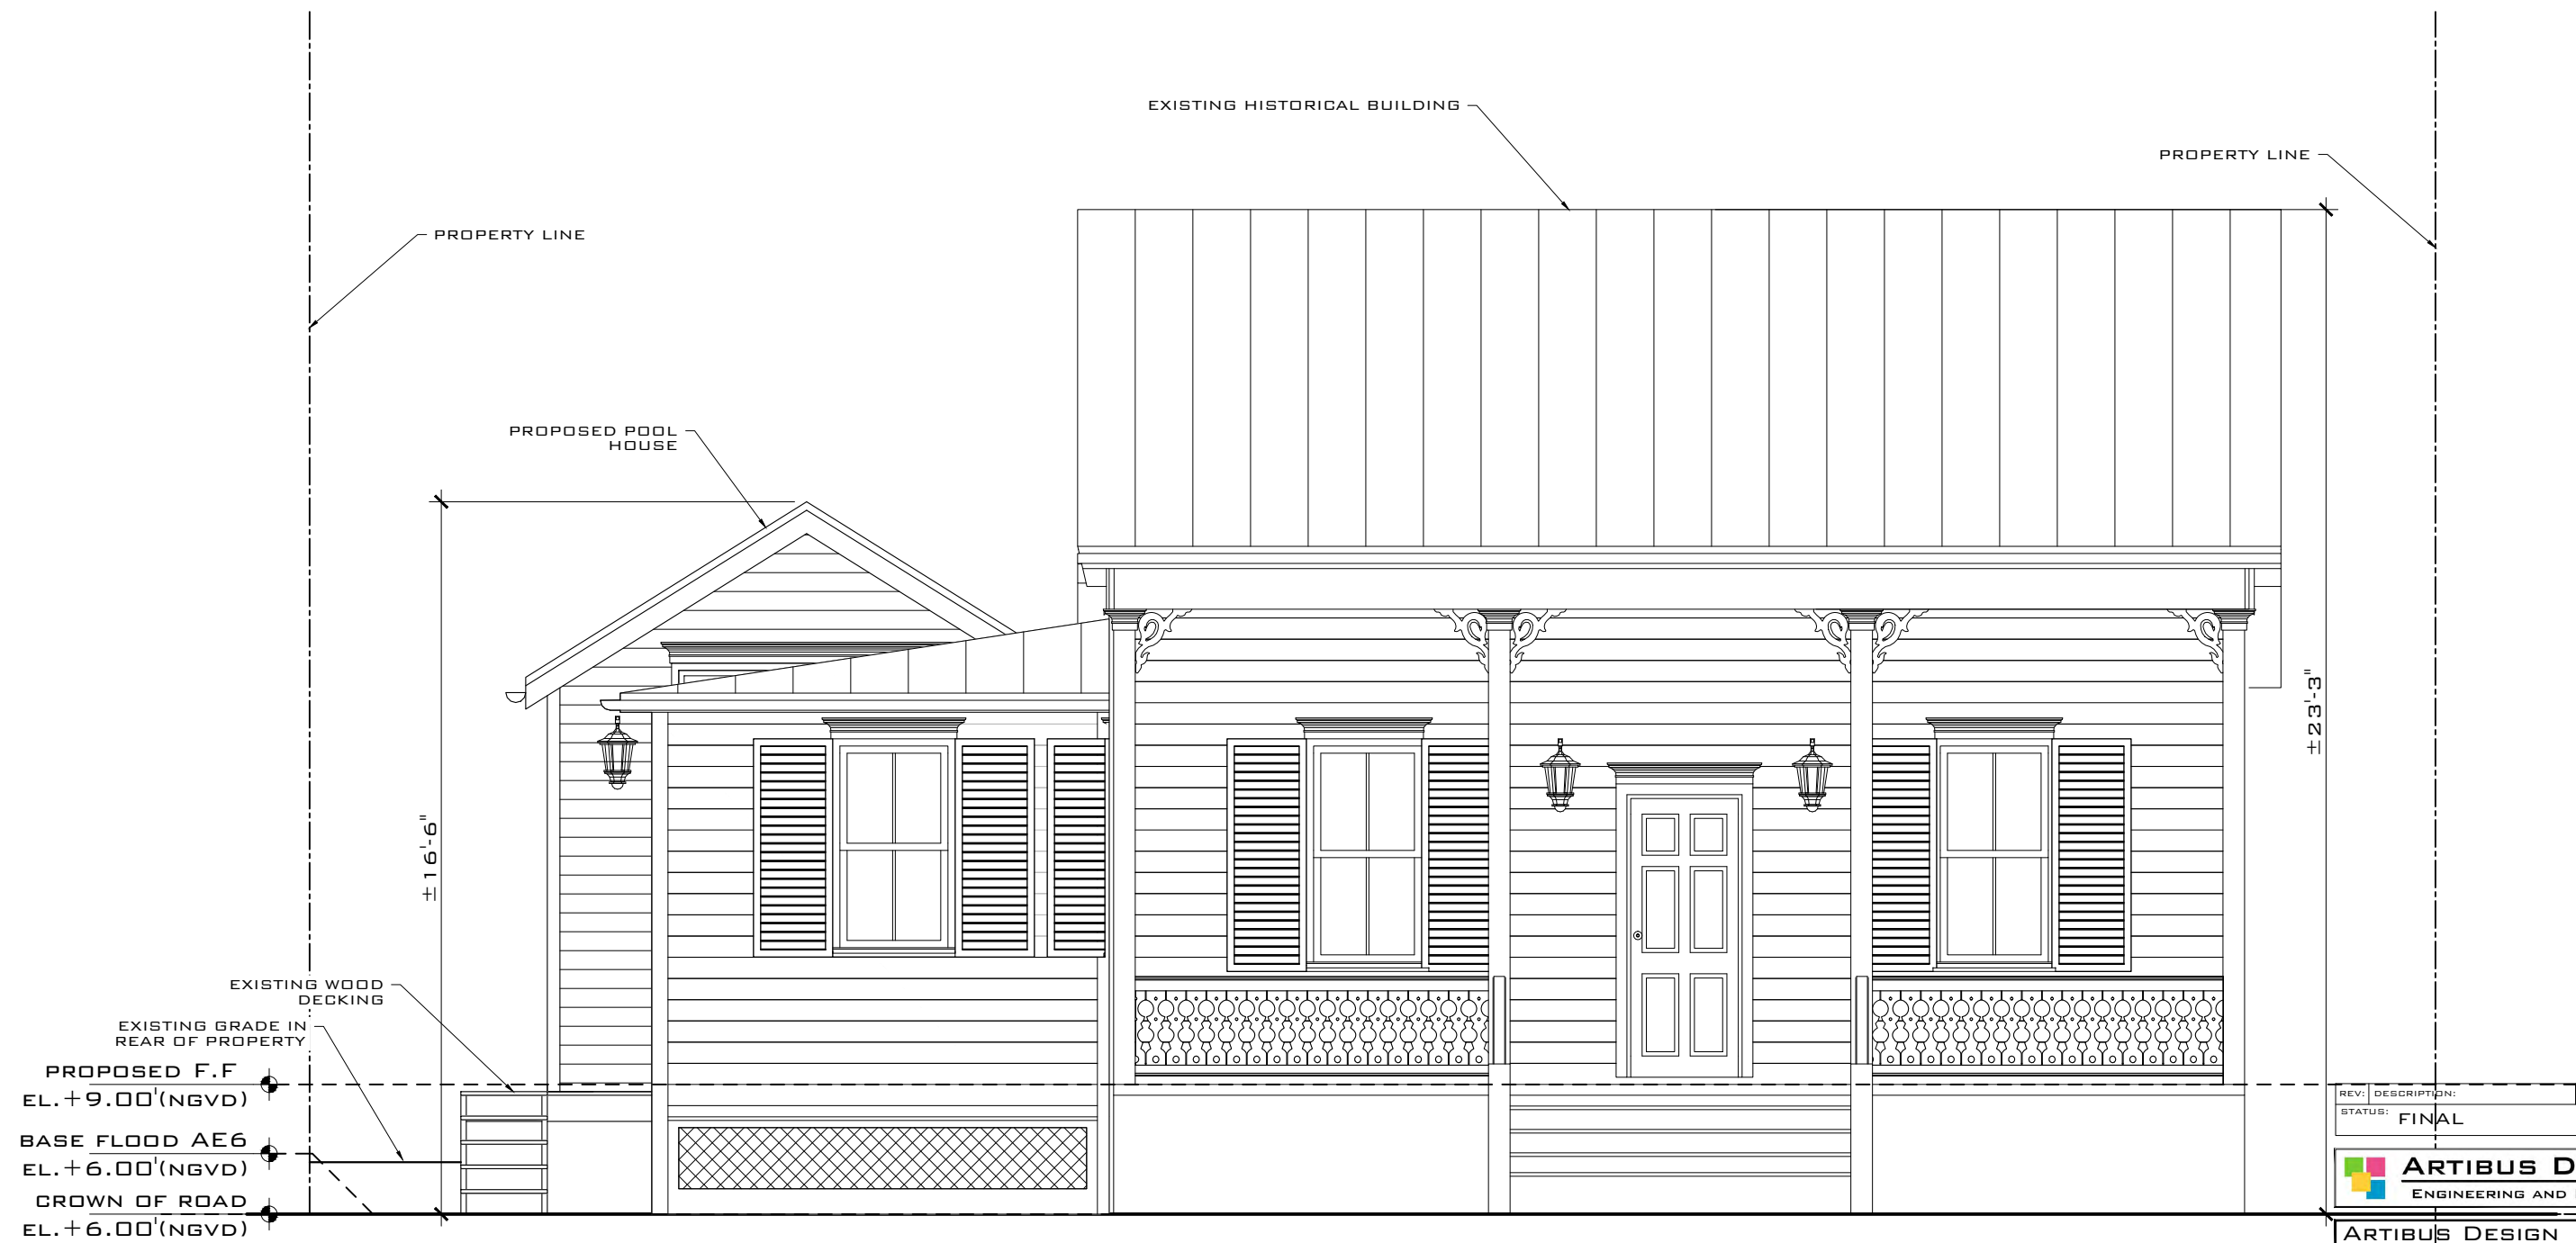 EXISTING HISTORICAL BUILDING
PROPERTY LINE
PROPERTY LINE
PROPOSED POOL
HOUSE
±23'-3"
±16'-6"
EXISTING WOOD
DECKING
EXISTING GRADE IN
REAR OF PROPERTY
PROPOSED F.F
EL.+9.00'(NGVD)
BASE FLOOD AE6
EL.+6.00'(NGVD)
CROWN OF ROAD
EL.+6.00'(NGVD)
REV: DESCRIPTION:
STATUS: FINAL
ARTIBUS D
ENGINEERING AND
ARTIBUS DESIGN